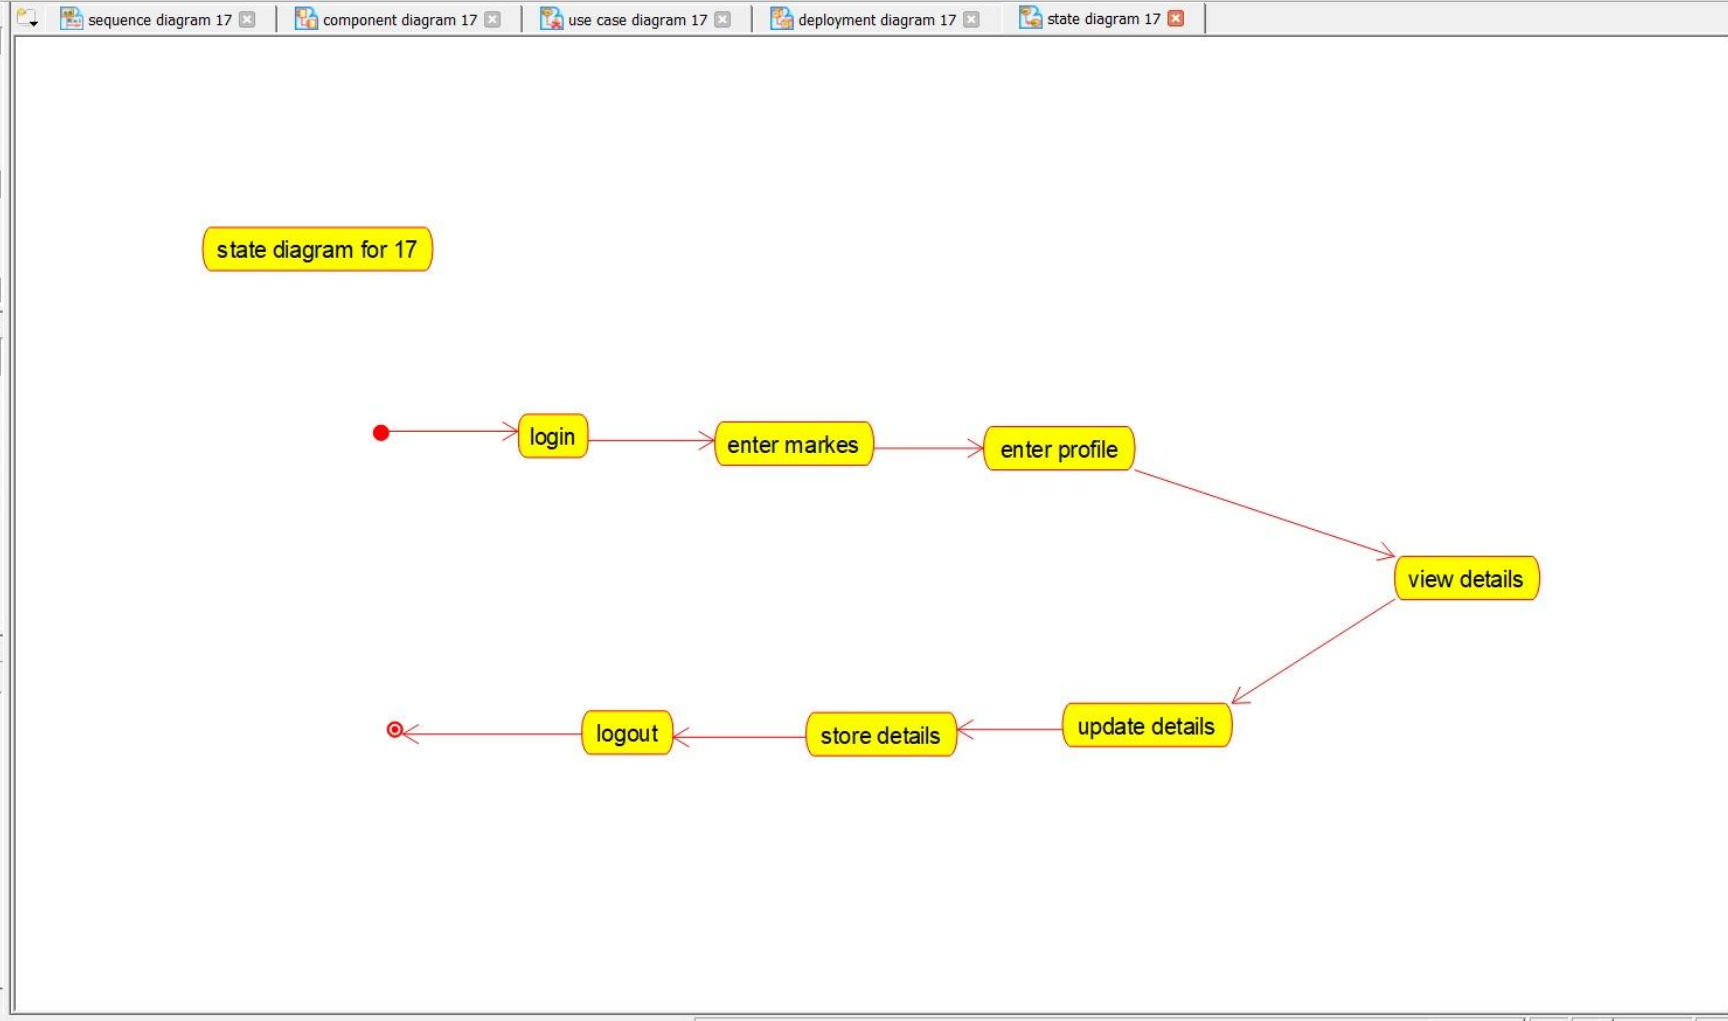 sequence diagram 17
component diagram 17
use case diagram 17
deployment diagram 17
state diagram 17
state diagram for 17
login
enter markes
enter profile
view details
update details
store details
logout